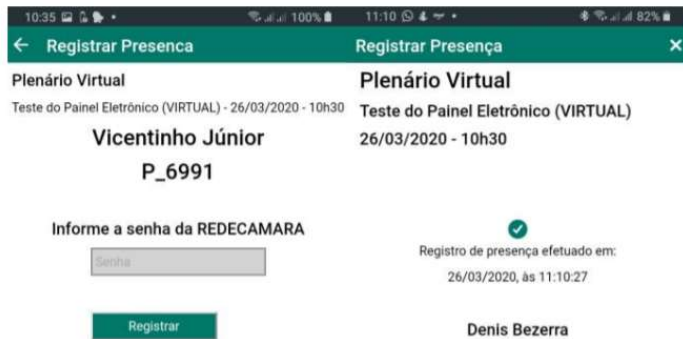 10:35
100%
Registrar Presenca
Plenário Virtual
Teste do Painel Eletrônico (VIRTUAL) - 26/03/2020 - 10h30
Vicentinho Júnior
P_6991
Informe a senha da REDECAMARA
Senha
Registrar
11:10
82%
Registrar Presença
Plenário Virtual
Teste do Painel Eletrônico (VIRTUAL)
26/03/2020 - 10h30
Registro de presença efetuado em:
26/03/2020, às 11:10:27
Denis Bezerra